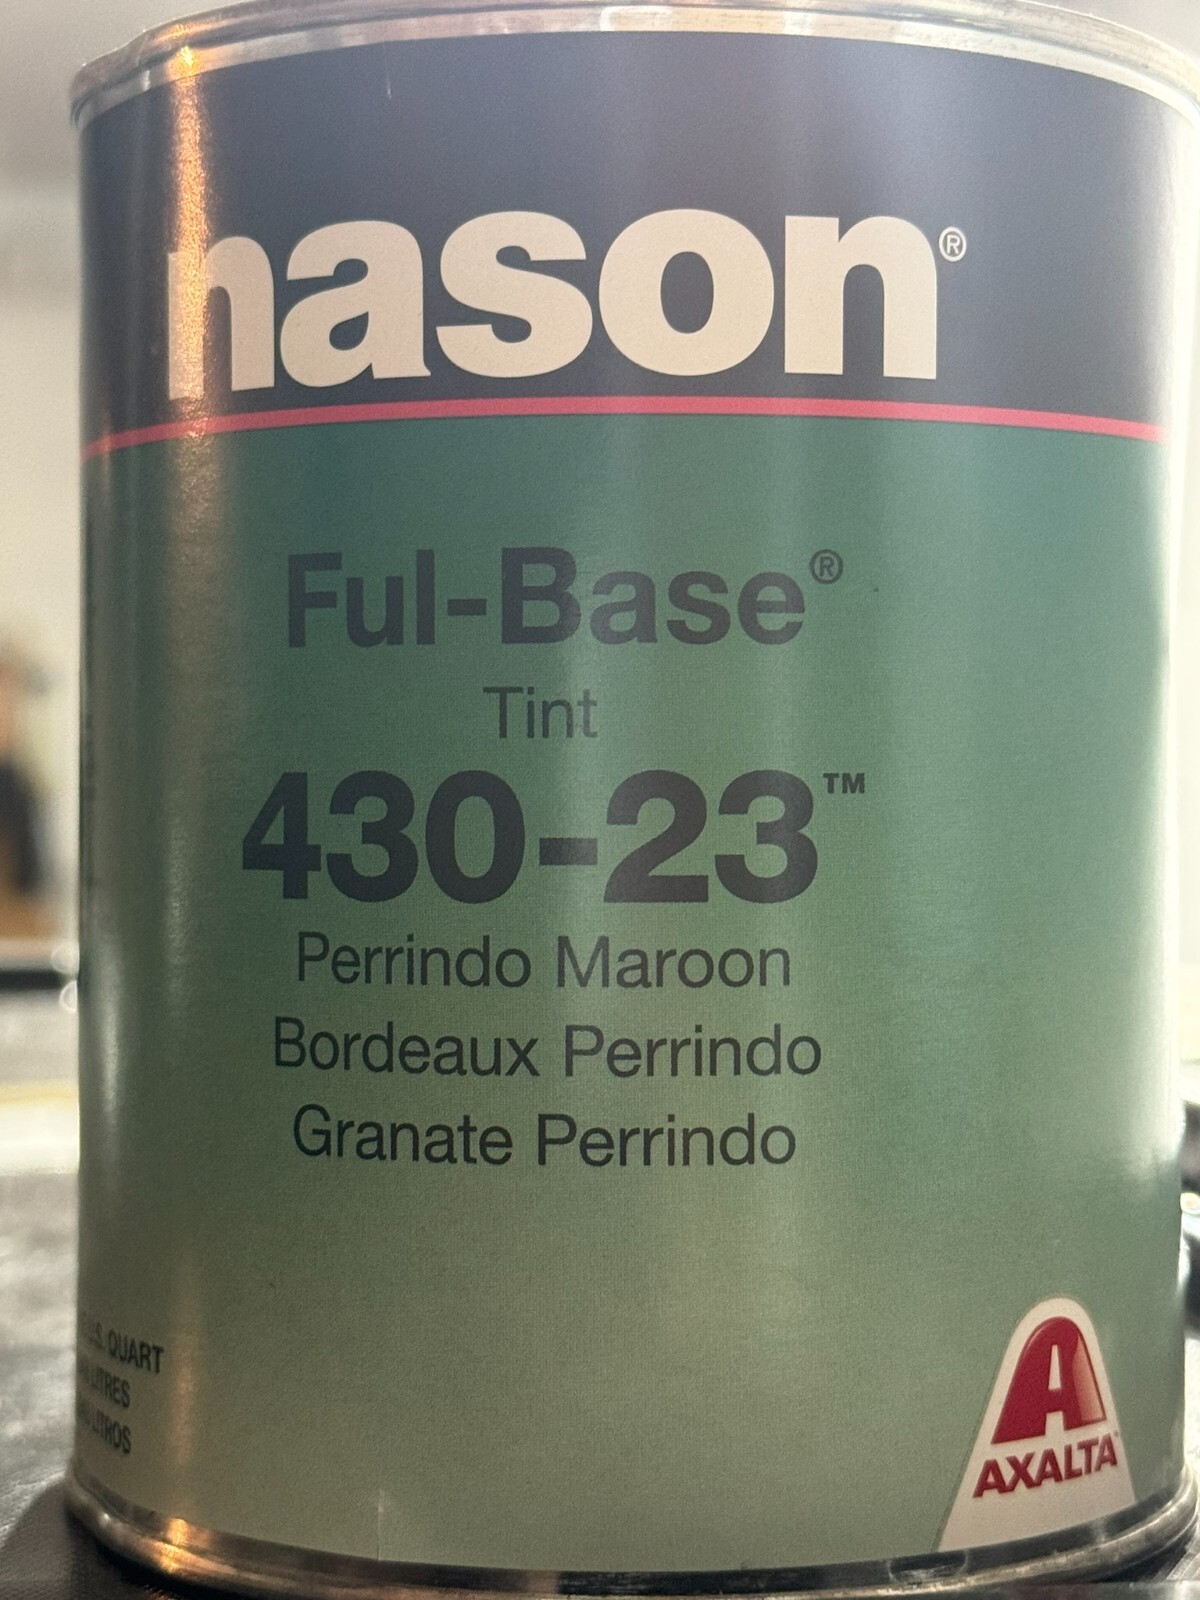 nason®
Ful-Base®
Tint
430-23™
Perrindo Maroon
Bordeaux Perrindo
Granate Perrindo
QUART
LITRES
LITROS
A
AXALTA